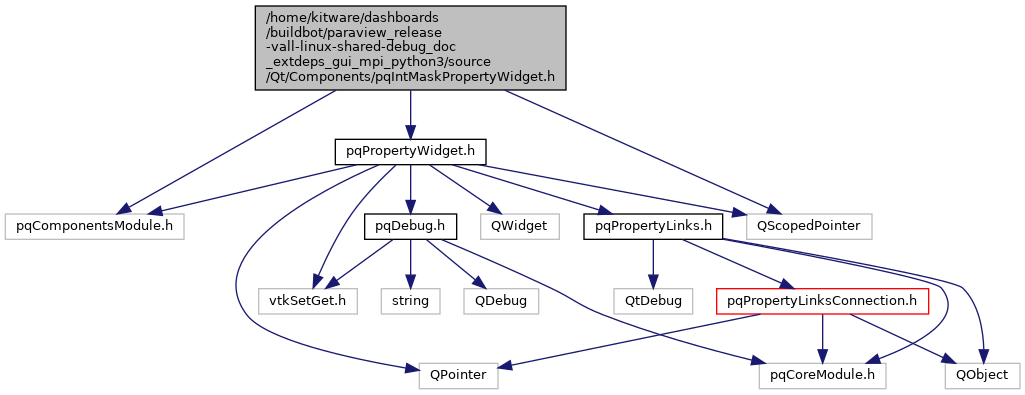 /home/kitware/dashboards
/buildbot/paraview_release
-vall-linux-shared-debug_doc
_extdeps_gui_mpi_python3/source
/Qt/Components/pqIntMaskPropertyWidget.h
pqPropertyWidget.h
pqComponentsModule.h
pqDebug.h
QWidget
pqPropertyLinks.h
QScopedPointer
vtkSetGet.h
string
QDebug
QtDebug
pqPropertyLinksConnection.h
QPointer
pqCoreModule.h
QObject